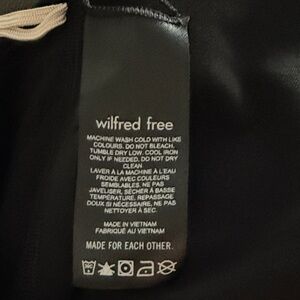 wilfred free
MACHINE WASH COLD WITH LIKE
COLOURS. DO NOT BLEACH.
TUMBLE DRY LOW. COOL IRON
ONLY IF NEEDED. DO NOT DRY
CLEAN
LAVER À LA MACHINE À L'EAU
FROIDE AVEC COULEURS
SEMBLABLES. NE PAS
JAVELISER, SÉCHER À BASSE
TEMPÉRATURE, REPASSAGE
DOUX SI NÉCESSAIRE. NE PAS
NETTOYER À SEC.
MADE IN VIETNAM
FABRIQUÉ AU VIETNAM
MADE FOR EACH OTHER.